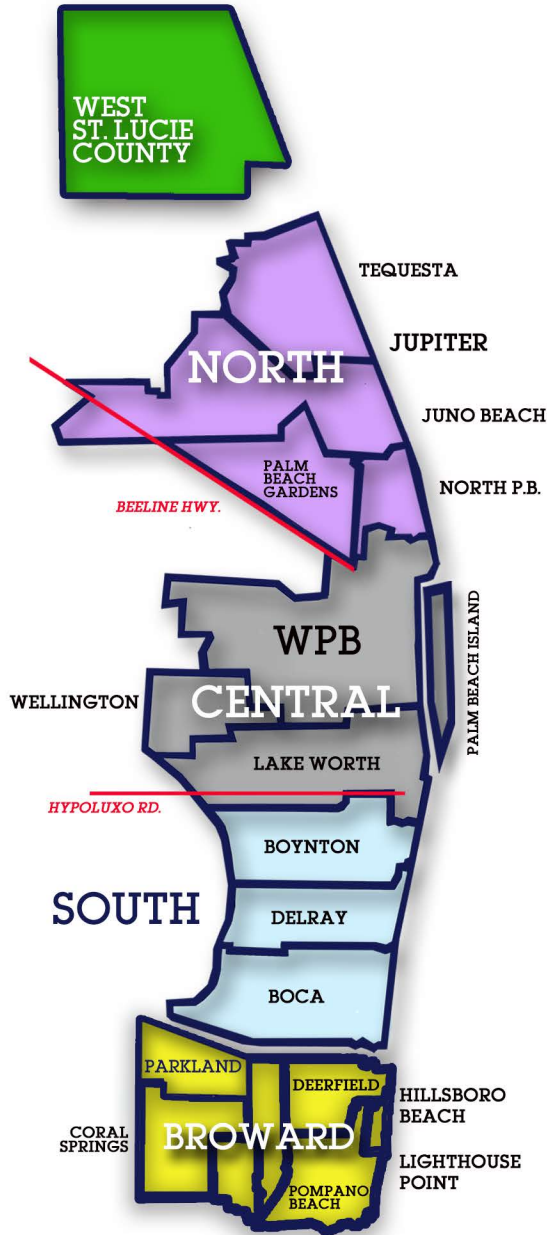 WEST
ST. LUCIE
COUNTY
TEQUESTA
JUPITER
NORTH
JUNO BEACH
PALM
BEACH
GARDENS
NORTH P.B.
BEELINE HWY.
PALM BEACH ISLAND
WPB
WELLINGTON
CENTRAL
LAKE WORTH
HYPOLUXO RD.
BOYNTON
SOUTH
DELRAY
BOCA
PARKLAND
DEERFIELD
HILLSBORO
BEACH
CORAL
SPRINGS
BROWARD
LIGHTHOUSE
POINT
POMPANO
BEACH